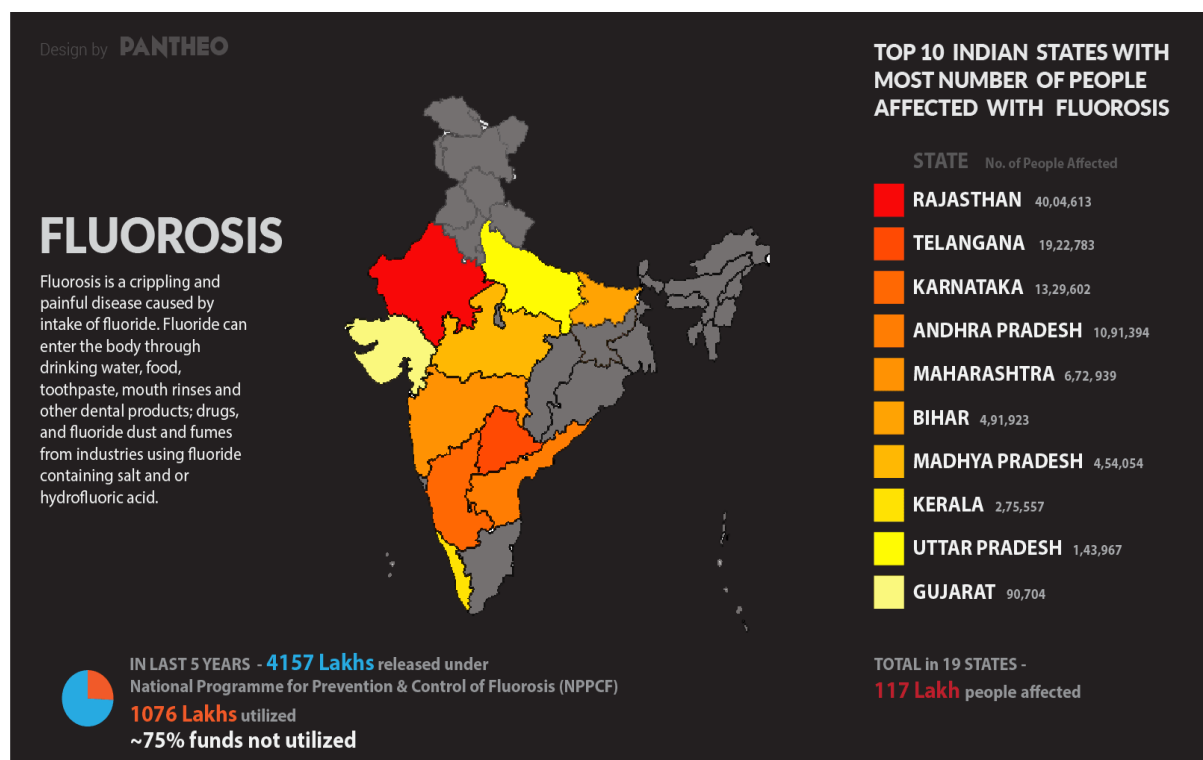 Design by PANTHEO
FLUOROSIS
Fluorosis is a crippling and
painful disease caused by
intake of fluoride. Fluoride can
enter the body through
drinking water, food,
toothpaste, mouth rinses and
other dental products; drugs,
and fluoride dust and fumes
from industries using fluoride
containing salt and or
hydrofluoric acid.
TOP 10 INDIAN STATES WITH
MOST NUMBER OF PEOPLE
AFFECTED WITH FLUOROSIS
STATE No. of People Affected
RAJASTHAN 40,04,613
TELANGANA 19,22,783
KARNATAKA 13,29,602
ANDHRA PRADESH 10,91,394
MAHARASHTRA 6,72,939
BIHAR 4,91,923
MADHYA PRADESH 4,54,054
KERALA 2,75,557
UTTAR PRADESH 1,43,967
GUJARAT 90,704
IN LAST 5 YEARS - 4157 Lakhs released under
National Programme for Prevention & Control of Fluorosis (NPPCF)
1076 Lakhs utilized
~75% funds not utilized
TOTAL in 19 STATES -
117 Lakh people affected